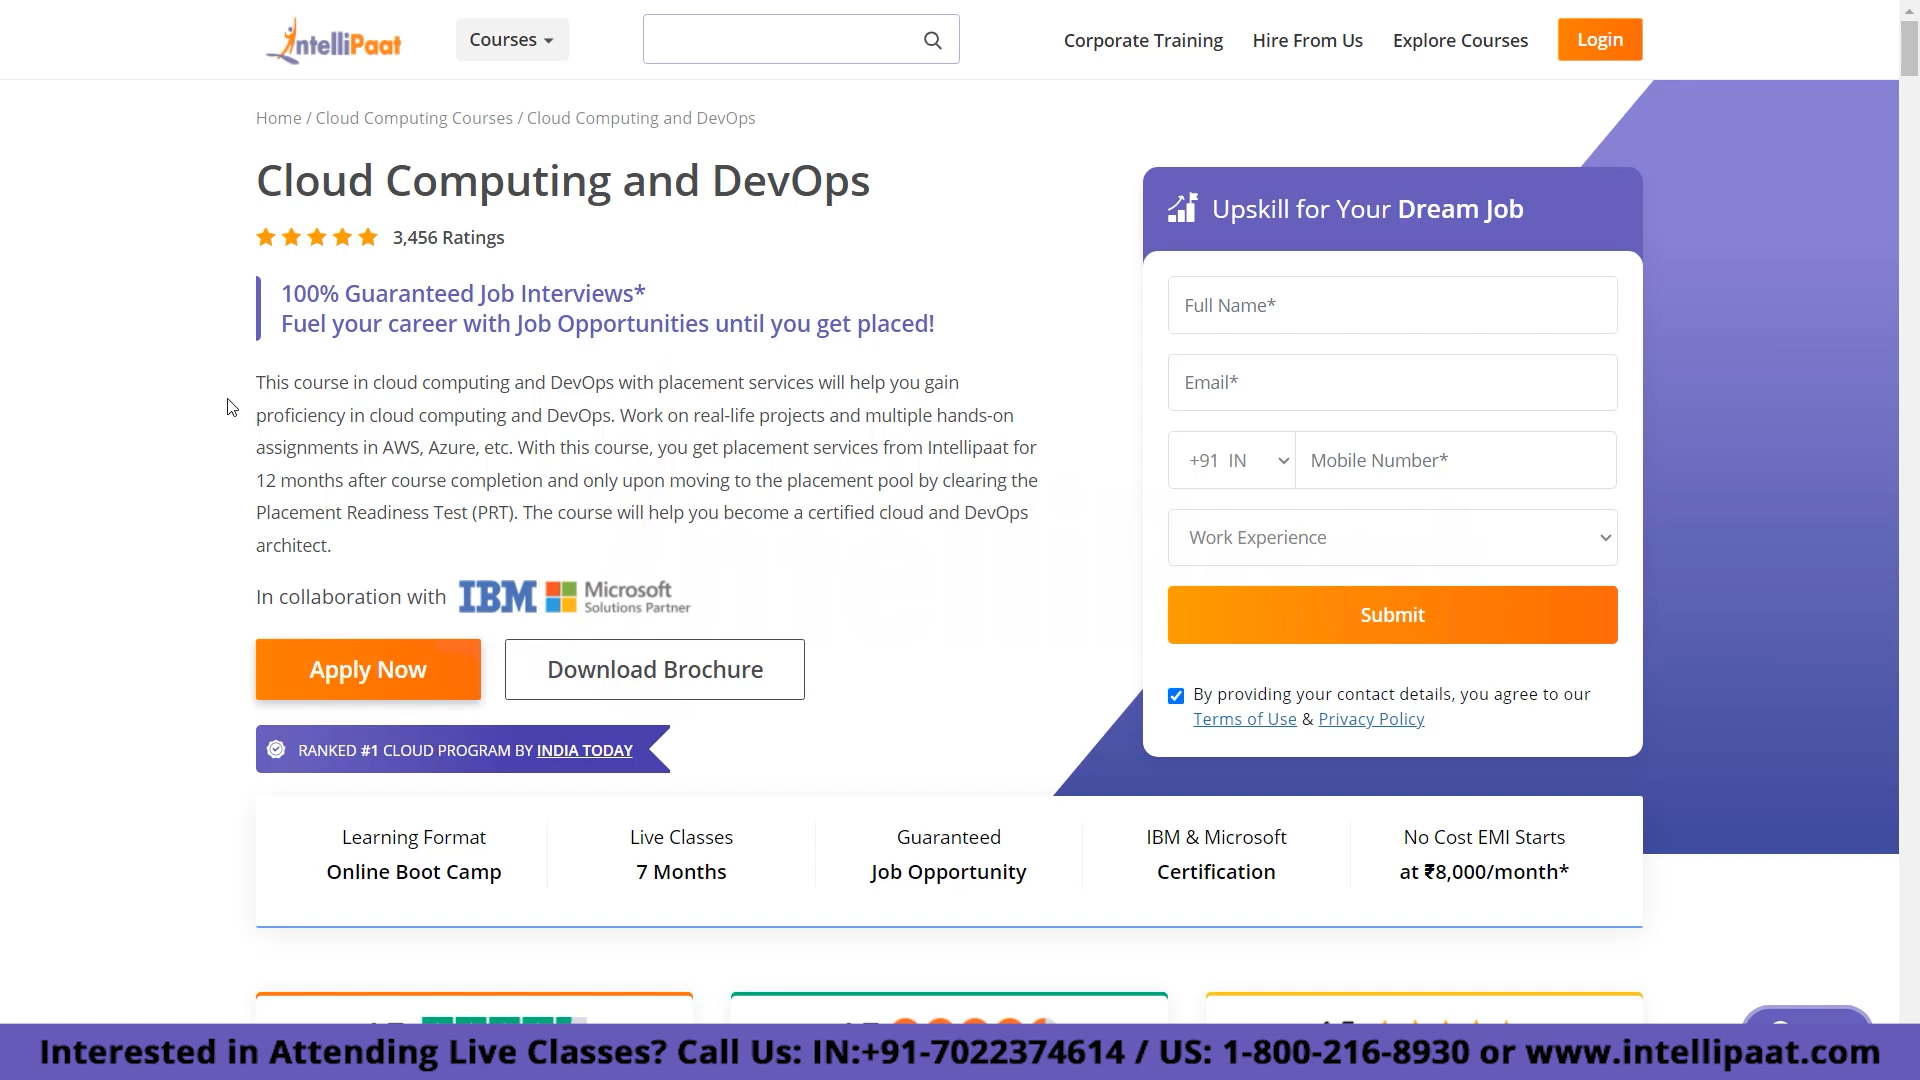 IntelliPaat
Courses
Corporate Training
Hire From Us
Explore Courses
Login
Home / Cloud Computing Courses / Cloud Computing and DevOps
Cloud Computing and DevOps
3,456 Ratings
100% Guaranteed Job Interviews*
Fuel your career with Job Opportunities until you get placed!
This course in cloud computing and DevOps with placement services will help you gain
proficiency in cloud computing and DevOps. Work on real-life projects and multiple hands-on
assignments in AWS, Azure, etc. With this course, you get placement services from Intellipaat for
12 months after course completion and only upon moving to the placement pool by clearing the
Placement Readiness Test (PRT). The course will help you become a certified cloud and DevOps
architect.
In collaboration with IBM Microsoft
Solutions Partner
Apply Now
Download Brochure
RANKED #1 CLOUD PROGRAM BY INDIA TODAY
Upskill for Your Dream Job
Full Name*
Email*
+91 IN
Mobile Number*
Work Experience
Submit
By providing your contact details, you agree to our
Terms of Use & Privacy Policy
Learning Format
Online Boot Camp
Live Classes
7 Months
Guaranteed
Job Opportunity
IBM & Microsoft
Certification
No Cost EMI Starts
at ₹8,000/month*
Interested in Attending Live Classes? Call Us: IN:+91-7022374614 / US: 1-800-216-8930 or www.intellipaat.com